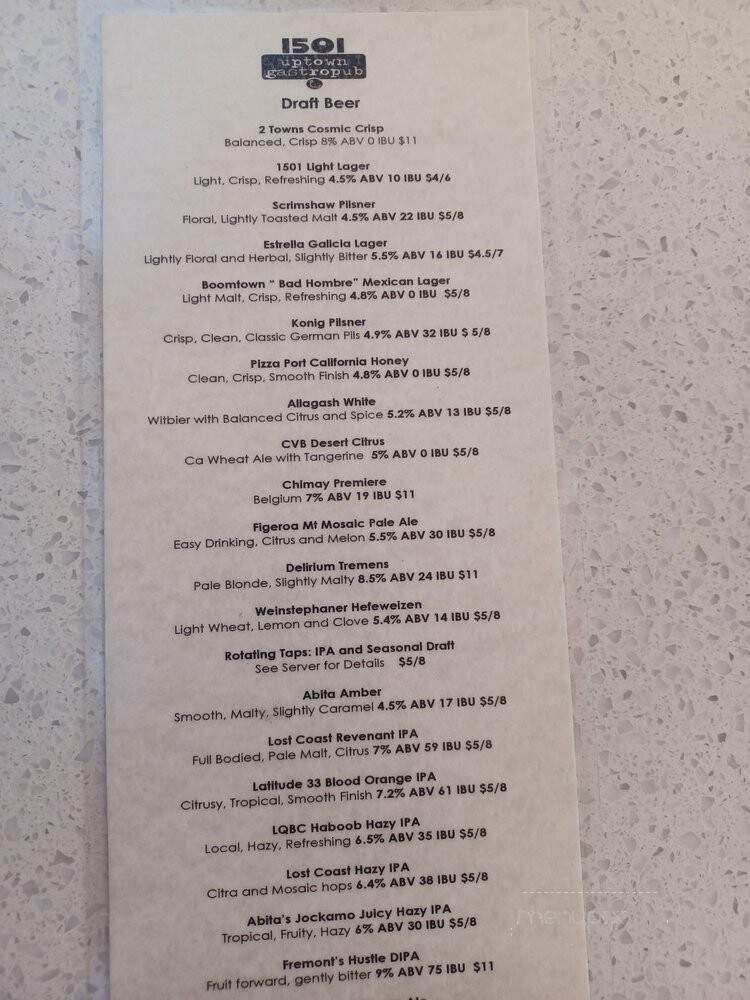 1501
uptown
gastropub
Draft Beer
2 Towns Cosmic Crisp
Balanced, Crisp 8% ABV 0 IBU $11
1501 Light Lager
Light, Crisp, Refreshing 4.5% ABV 10 IBU $4/6
Scrimshaw Pilsner
Floral, Lightly Toasted Malt 4.5% ABV 22 IBU $5/8
Estrella Galicia Lager
Lightly Floral and Herbal, Slightly Bitter 5.5% ABV 16 IBU $4.5/7
Boomtown " Bad Hombre" Mexican Lager
Light Malt, Crisp, Refreshing 4.8% ABV 0 IBU $5/8
Konig Pilsner
Crisp, Clean, Classic German Pils 4.9% ABV 32 IBU $ 5/8
Pizza Port California Honey
Clean, Crisp, Smooth Finish 4.8% ABV 0 IBU $5/8
Allagash White
Witbier with Balanced Citrus and Spice 5.2% ABV 13 IBU $5/8
CVB Desert Citrus
Ca Wheat Ale with Tangerine 5% ABV 0 IBU $5/8
Chimay Premiere
Belgium 7% ABV 19 IBU $11
Figeroa Mt Mosaic Pale Ale
Easy Drinking, Citrus and Melon 5.5% ABV 30 IBU $5/8
Delirium Tremens
Pale Blonde, Slightly Malty 8.5% ABV 24 IBU $11
Weinstephaner Hefeweizen
Light Wheat, Lemon and Clove 5.4% ABV 14 IBU $5/8
Rotating Taps: IPA and Seasonal Draft
See Server for Details $5/8
Abita Amber
Smooth, Malty, Slightly Caramel 4.5% ABV 17 IBU $5/8
Lost Coast Revenant IPA
Full Bodied, Pale Malt, Citrus 7% ABV 59 IBU $5/8
Latitude 33 Blood Orange IPA
Citrusy, Tropical, Smooth Finish 7.2% ABV 61 IBU $5/8
LQBC Haboob Hazy IPA
Local, Hazy, Refreshing 6.5% ABV 35 IBU $5/8
Lost Coast Hazy IPA
Citra and Mosaic hops 6.4% ABV 38 IBU $5/8
Abita's Jockamo Juicy Hazy IPA
Tropical, Fruity, Hazy 6% ABV 30 IBU $5/8
Fremont's Hustle DIPA
Fruit forward, gently bitter 9% ABV 75 IBU $11